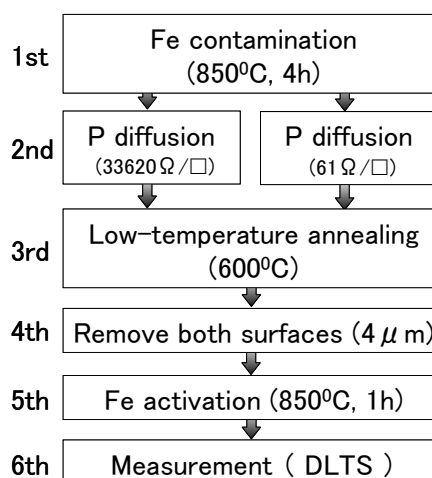 1st
Fe contamination
(850⁰C, 4h)
2nd
P diffusion
(33620Ω/□)
P diffusion
(61Ω/□)
3rd
Low-temperature annealing
(600⁰C)
4th
Remove both surfaces (4μm)
5th
Fe activation (850⁰C, 1h)
6th
Measurement ( DLTS )